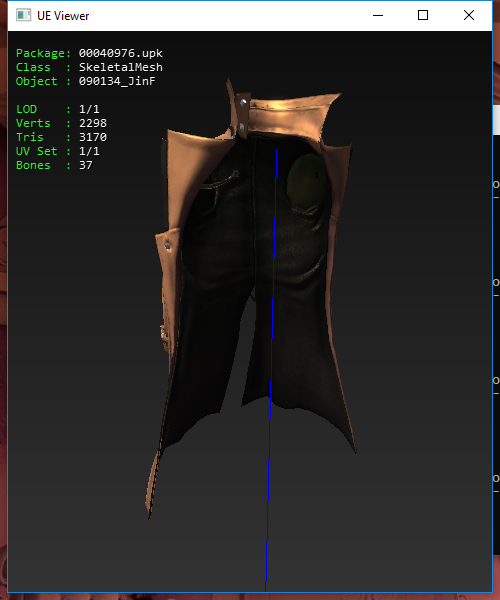 UE Viewer
Package: 00040976.upk
Class : SkeletalMesh
Object : 090134_JinF
LOD : 1/1
Verts : 2298
Tris : 3170
UV Set : 1/1
Bones : 37